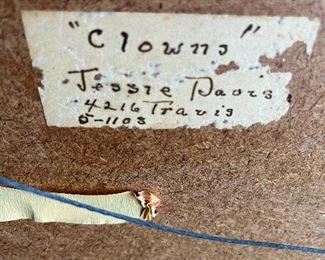 "Clowns"
Jessie Davis
4216 Travis
5-1103